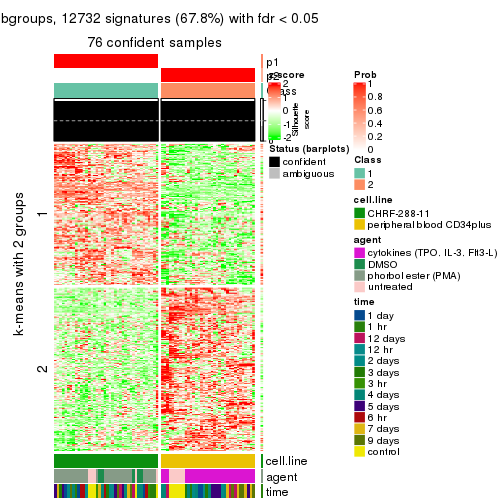 bgroups, 12732 signatures (67.8%) with fdr < 0.05
76 confident samples
p1
p2
z-score
2
1
0
-1
-2
Class
Silhouette
score
Status (barplots)
confident
ambiguous
Prob
1
0.8
0.6
0.4
0.2
0
Class
1
2
cell.line
CHRF-288-11
peripheral blood CD34plus
agent
cytokines (TPO, IL-3, Flt3-L)
DMSO
phorbol ester (PMA)
untreated
time
1 day
1 hr
12 days
12 hr
2 days
3 days
3 hr
4 days
5 days
6 hr
7 days
9 days
control
k-means with 2 groups
1
2
cell.line
agent
time